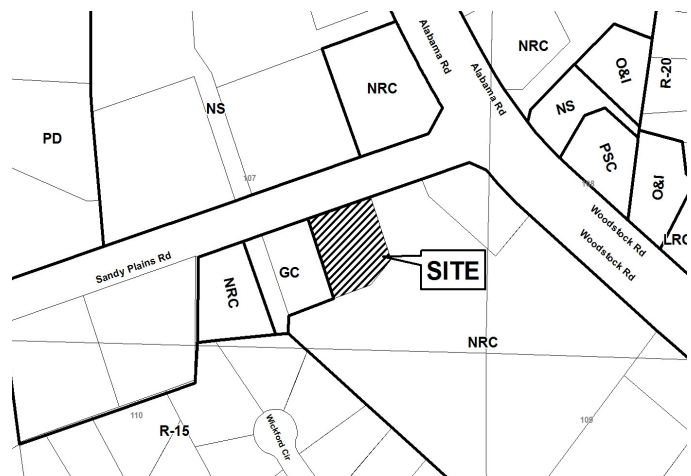 Alabama Rd
Alabama Rd
NRC
O&I
R-20
NRC
NS
NS
PD
PSC
107
108
O&I
Woodstock Rd
Woodstock Rd
LRC
Sandy Plains Rd
GC
SITE
NRC
NRC
110
R-15
Wickford Cir
109